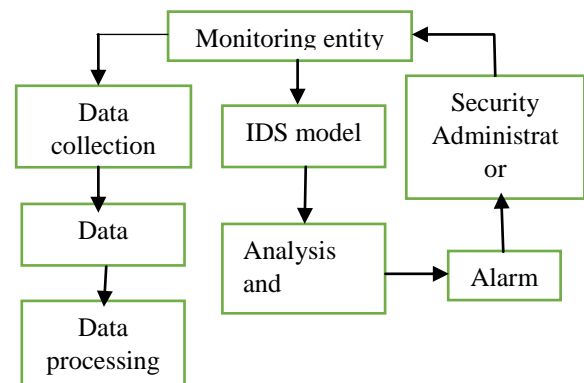 Monitoring entity
Data
collection
Data
Data
processing
IDS model
Analysis
and
Alarm
Security
Administrat
or